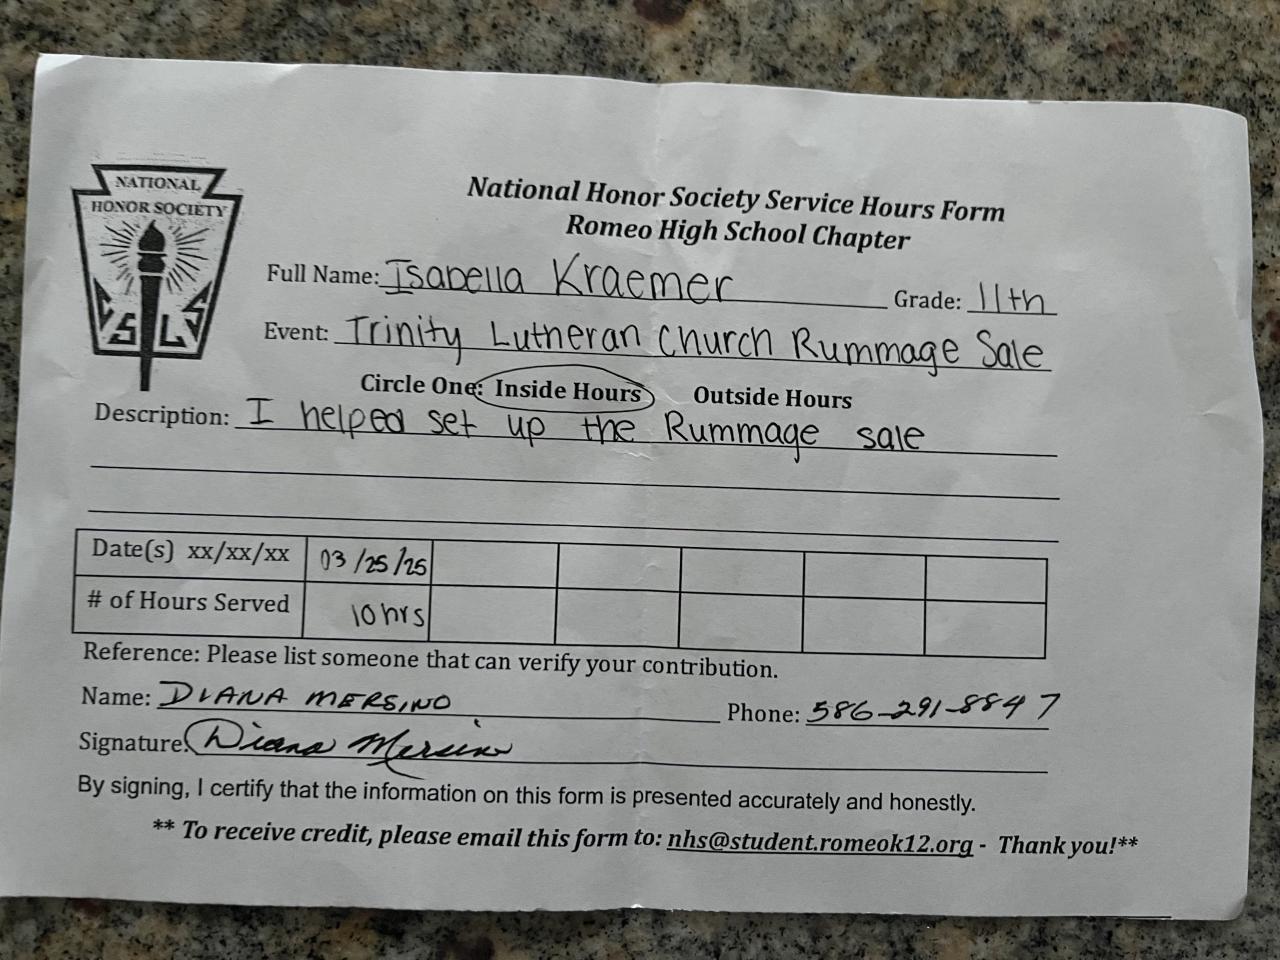 NATIONAL
HONOR SOCIETY
C S L S
National Honor Society Service Hours Form
Romeo High School Chapter
Full Name: Isabella Kraemer Grade: 11th
Event: Trinity Lutheran Church Rummage Sale
Circle One: Inside Hours Outside Hours
Description: I helped set up the Rummage sale
Date(s) xx/xx/xx 03/25/25
# of Hours Served 10 hrs
Reference: Please list someone that can verify your contribution.
Name: DIANA MERSINO Phone: 586-291-8847
Signature: Diana Mersino
By signing, I certify that the information on this form is presented accurately and honestly.
** To receive credit, please email this form to: nhs@student.romeok12.org - Thank you!**